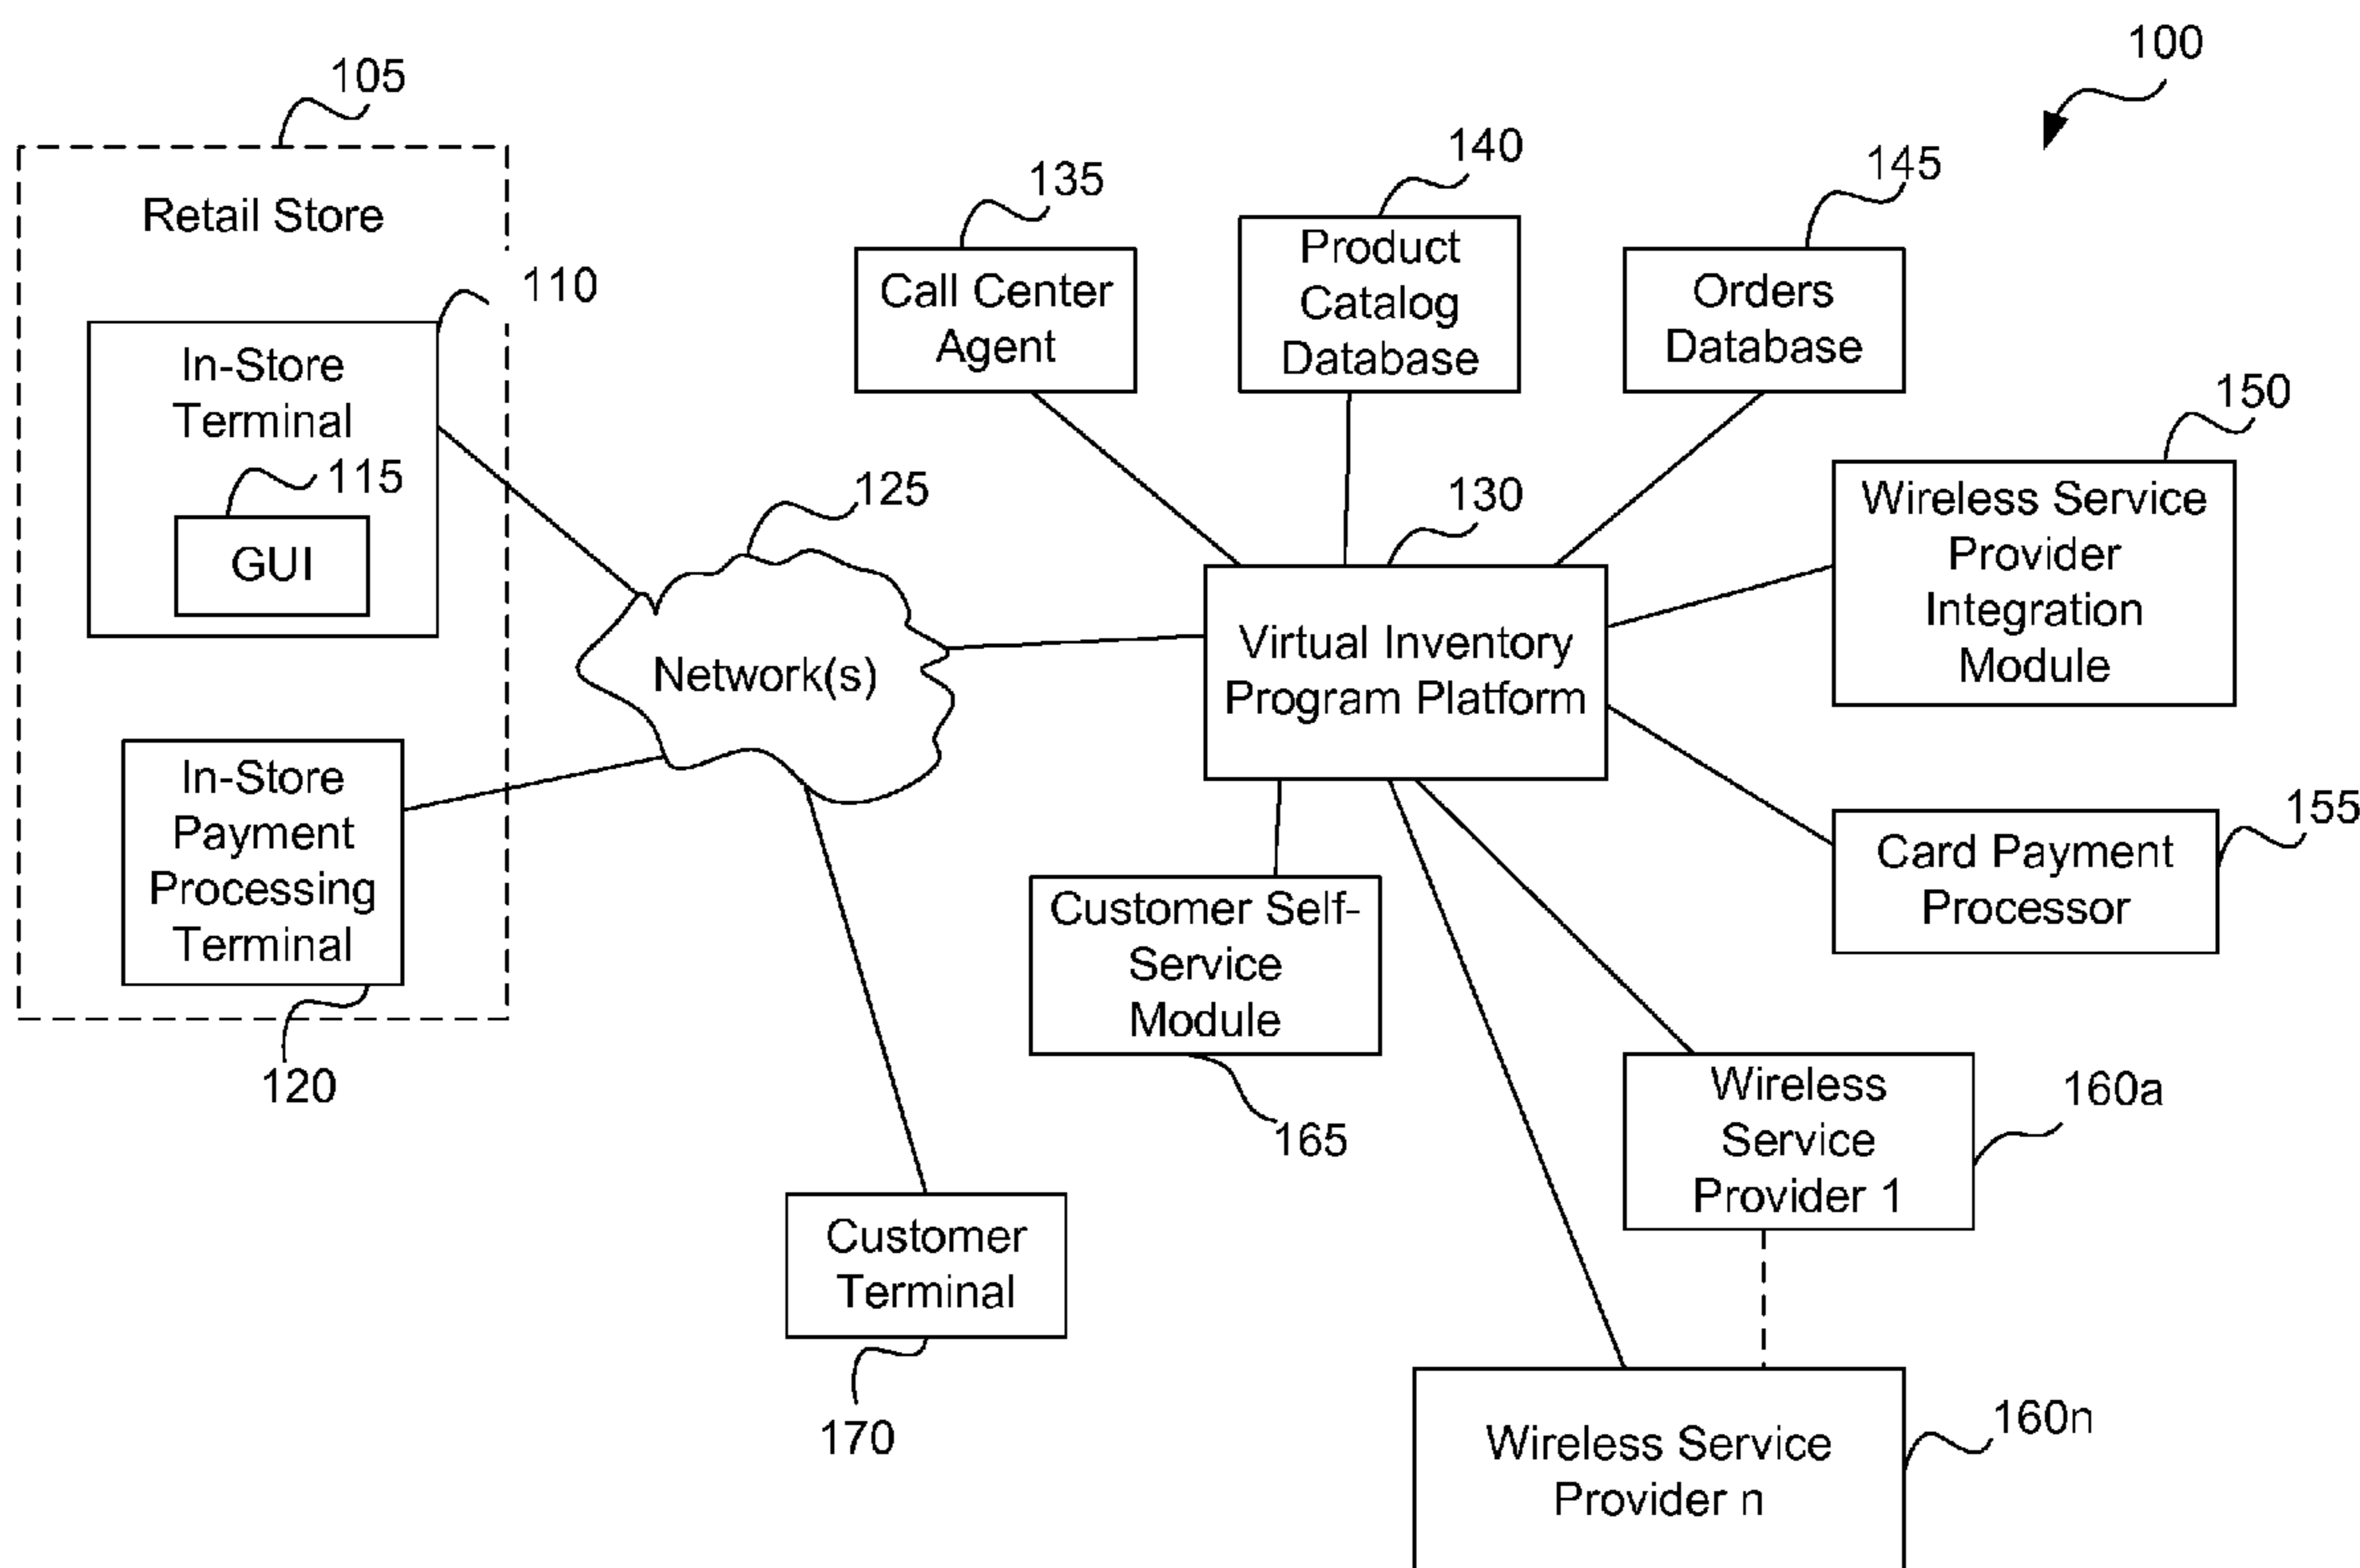 100
105
Retail Store
110
In-Store
Terminal
115
GUI
In-Store
Payment
Processing
Terminal
120
125
Network(s)
135
Call Center
Agent
140
Product
Catalog
Database
145
Orders
Database
130
Virtual Inventory
Program Platform
150
Wireless Service
Provider
Integration
Module
155
Card Payment
Processor
Customer Self-
Service
Module
165
Wireless
Service
Provider 1
160a
Customer
Terminal
170
Wireless Service
Provider n
160n